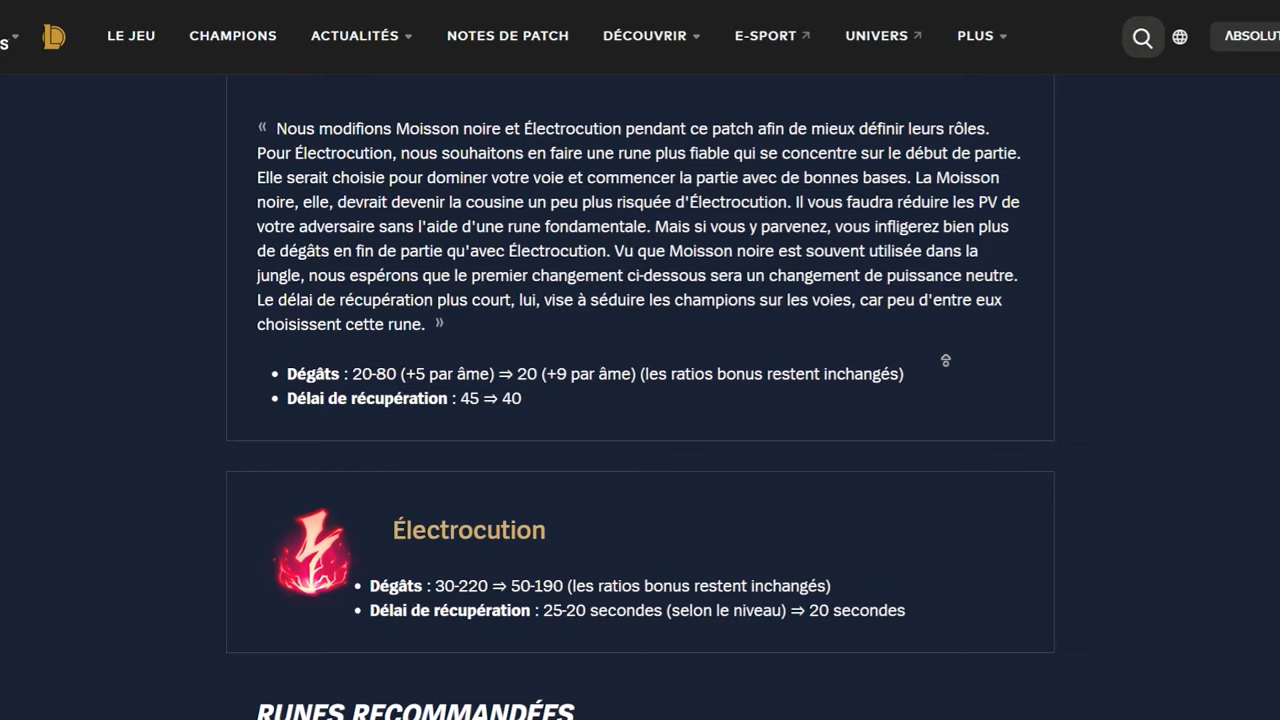 S
LE JEU CHAMPIONS ACTUALITÉS NOTES DE PATCH DÉCOUVRIR E-SPORT UNIVERS PLUS ABSOLUT
« Nous modifions Moisson noire et Électrocution pendant ce patch afin de mieux définir leurs rôles.
Pour Électrocution, nous souhaitons en faire une rune plus fiable qui se concentre sur le début de partie.
Elle serait choisie pour dominer votre voie et commencer la partie avec de bonnes bases. La Moisson
noire, elle, devrait devenir la cousine un peu plus risquée d'Électrocution. Il vous faudra réduire les PV de
votre adversaire sans l'aide d'une rune fondamentale. Mais si vous y parvenez, vous infligerez bien plus
de dégâts en fin de partie qu'avec Électrocution. Vu que Moisson noire est souvent utilisée dans la
jungle, nous espérons que le premier changement ci-dessous sera un changement de puissance neutre.
Le délai de récupération plus court, lui, vise à séduire les champions sur les voies, car peu d'entre eux
choisissent cette rune. »
• Dégâts : 20-80 (+5 par âme) ⇒ 20 (+9 par âme) (les ratios bonus restent inchangés)
• Délai de récupération : 45 ⇒ 40
Électrocution
• Dégâts : 30-220 ⇒ 50-190 (les ratios bonus restent inchangés)
• Délai de récupération : 25-20 secondes (selon le niveau) ⇒ 20 secondes
RUNES RECOMMANDÉES